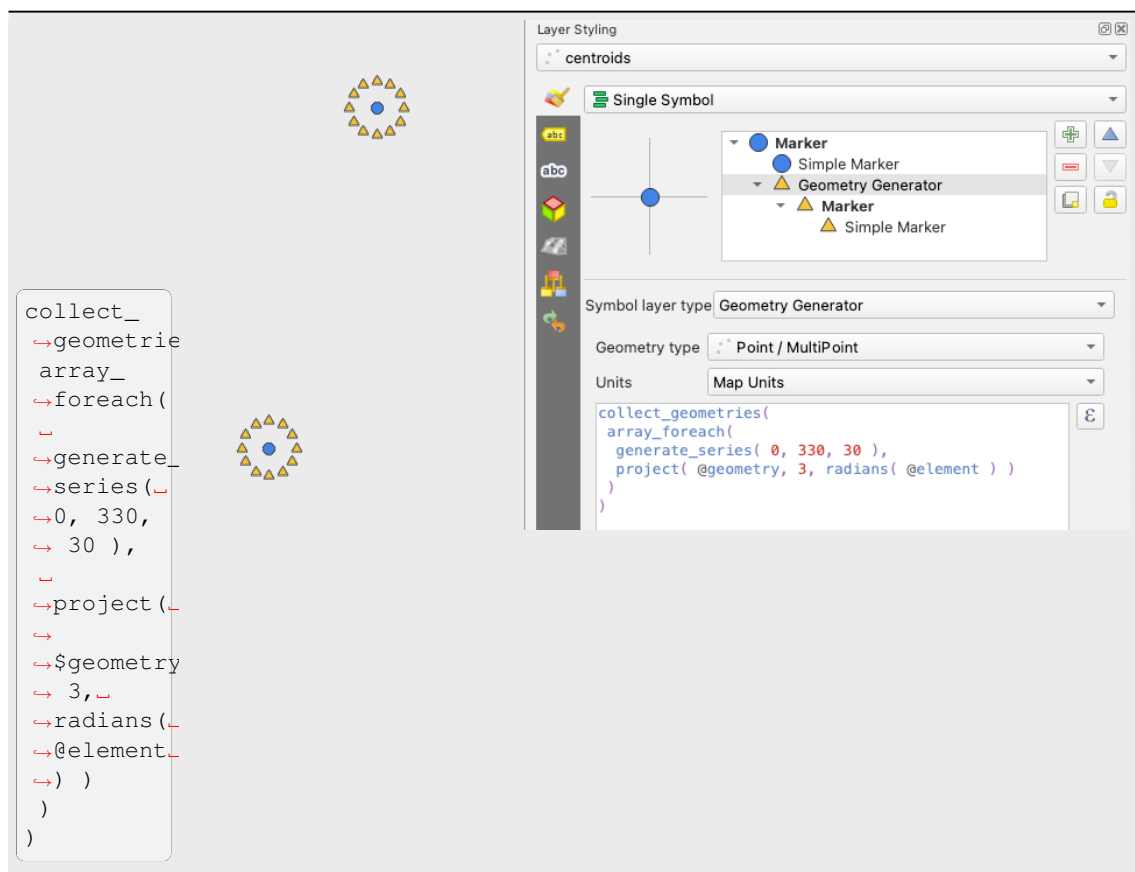 collect_
↪geometrie
array_
↪foreach(
␣
↪generate_
↪series(␣
↪0, 330,
↪ 30 ),
␣
↪project(␣
↪
↪$geometry
↪ 3,␣
↪radians(␣
↪@element␣
↪) )
)
)
Layer Styling
centroids
Single Symbol
abc
abc
Marker
Simple Marker
Geometry Generator
Marker
Simple Marker
Symbol layer type Geometry Generator
Geometry type Point / MultiPoint
Units Map Units
collect_geometries(
array_foreach(
generate_series( 0, 330, 30 ),
project( @geometry, 3, radians( @element ) )
)
)
ε